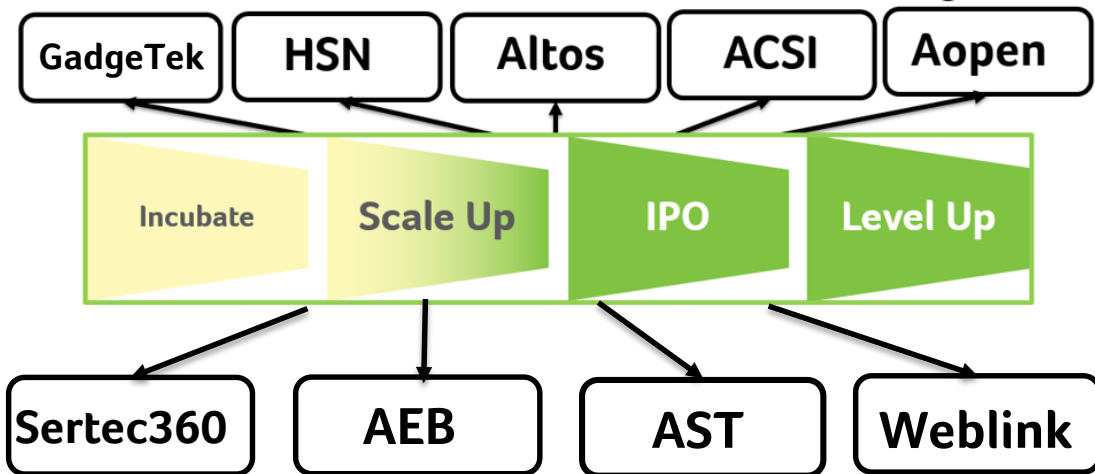 GadgeTek
HSN
Altos
ACSI
Aopen
Incubate
Scale Up
IPO
Level Up
Sertec360
AEB
AST
Weblink